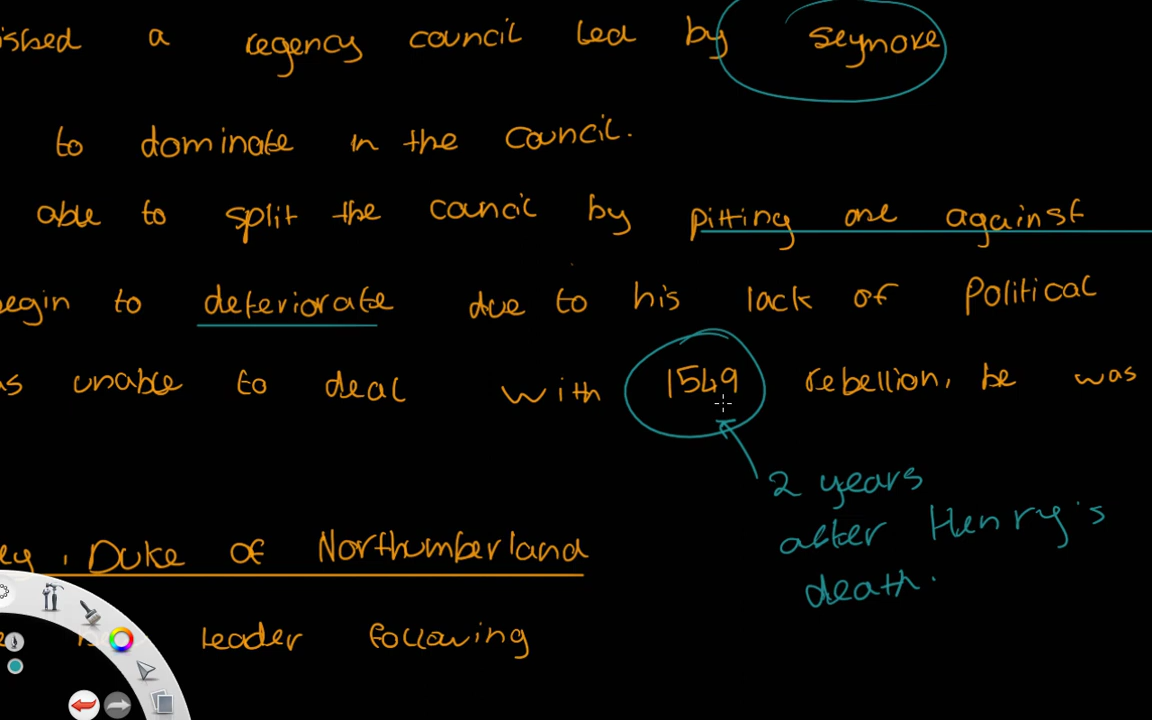 ished a regency council led by Seymore
to dominate in the council.
able to split the council by pitting one against
begin to deteriorate due to his lack of Political
as unable to deal with 1549 rebellion, he was
2 years
after Henry's
death.
ey, Duke of Northumberland
leader following